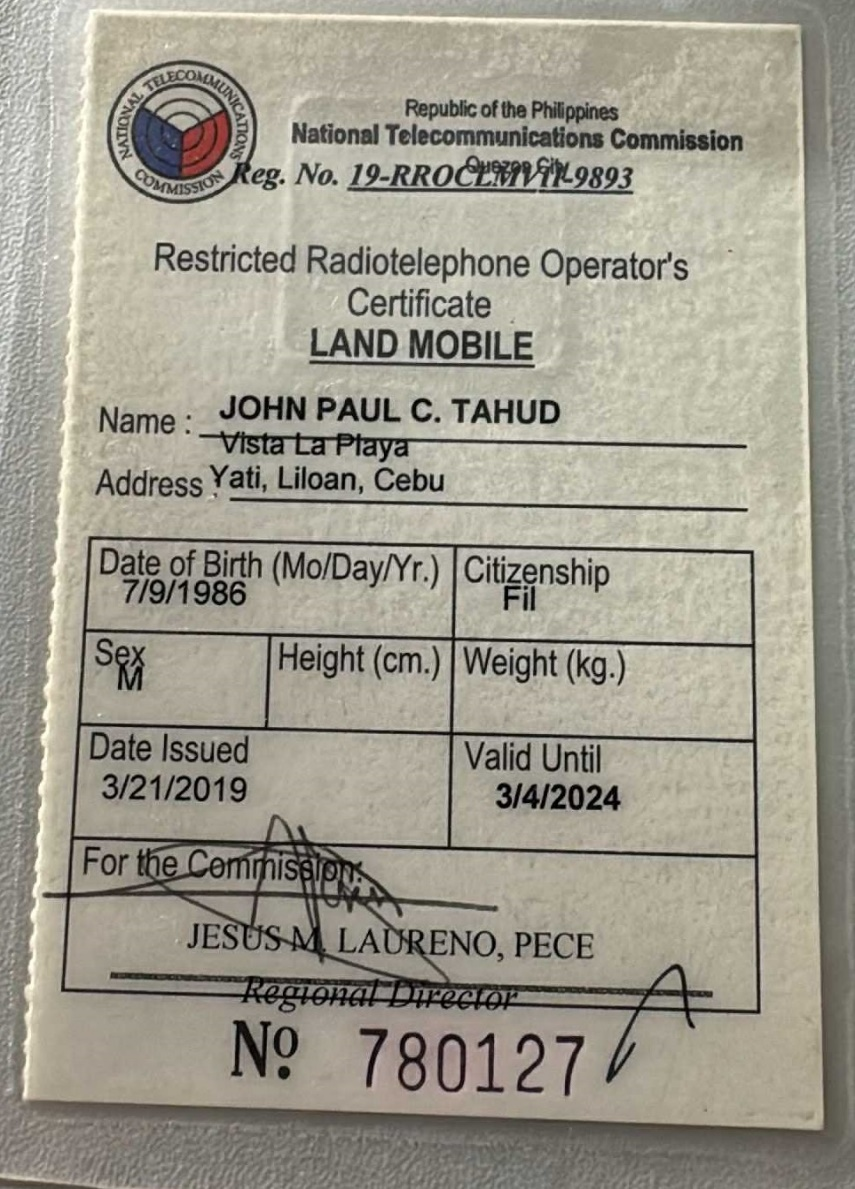 NATIONAL TELECOMMUNICATIONS COMMISSION
Republic of the Philippines
National Telecommunications Commission
Quezon City
Reg. No. 19-RROCLMVII-9893
Restricted Radiotelephone Operator's
Certificate
LAND MOBILE
Name : JOHN PAUL C. TAHUD
Vista La Playa
Address : Yati, Liloan, Cebu
Date of Birth (Mo/Day/Yr.) Citizenship
7/9/1986 Fil
Sex Height (cm.) Weight (kg.)
M
Date Issued Valid Until
3/21/2019 3/4/2024
For the Commission:
JESUS M. LAURENO, PECE
Regional Director
Nº. 780127